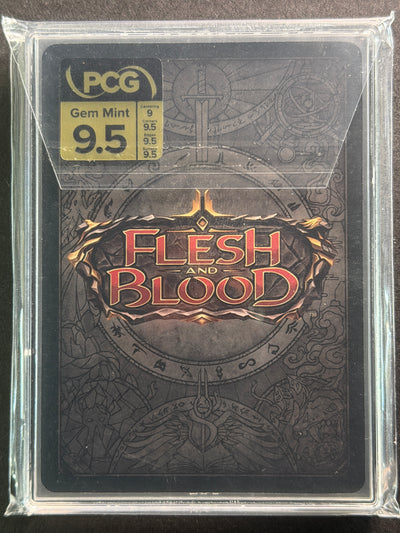 PCG
Gem Mint
9.5
Centering
9
Corners
9.5
Edges
9.5
Surface
9.5
FLESH
AND
BLOOD